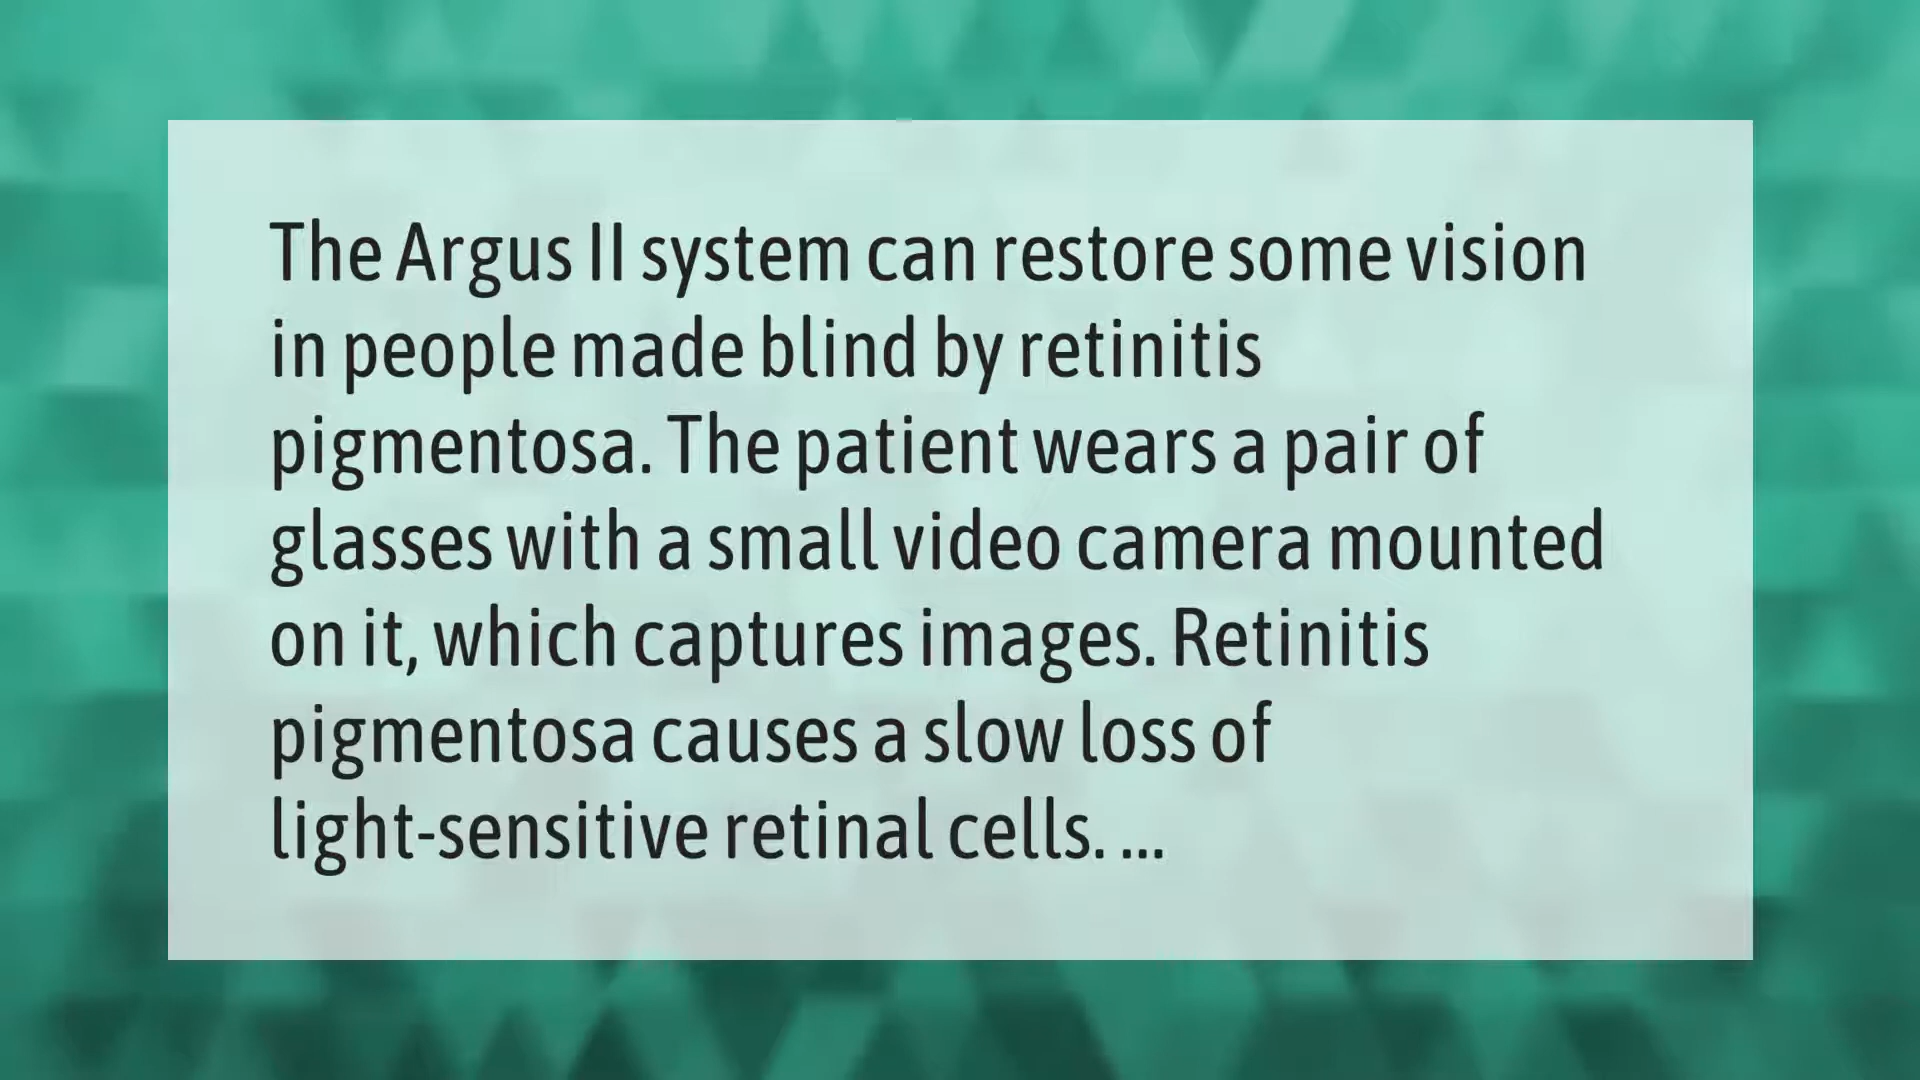 The Argus II system can restore some vision
in people made blind by retinitis
pigmentosa. The patient wears a pair of
glasses with a small video camera mounted
on it, which captures images. Retinitis
pigmentosa causes a slow loss of
light-sensitive retinal cells. ...